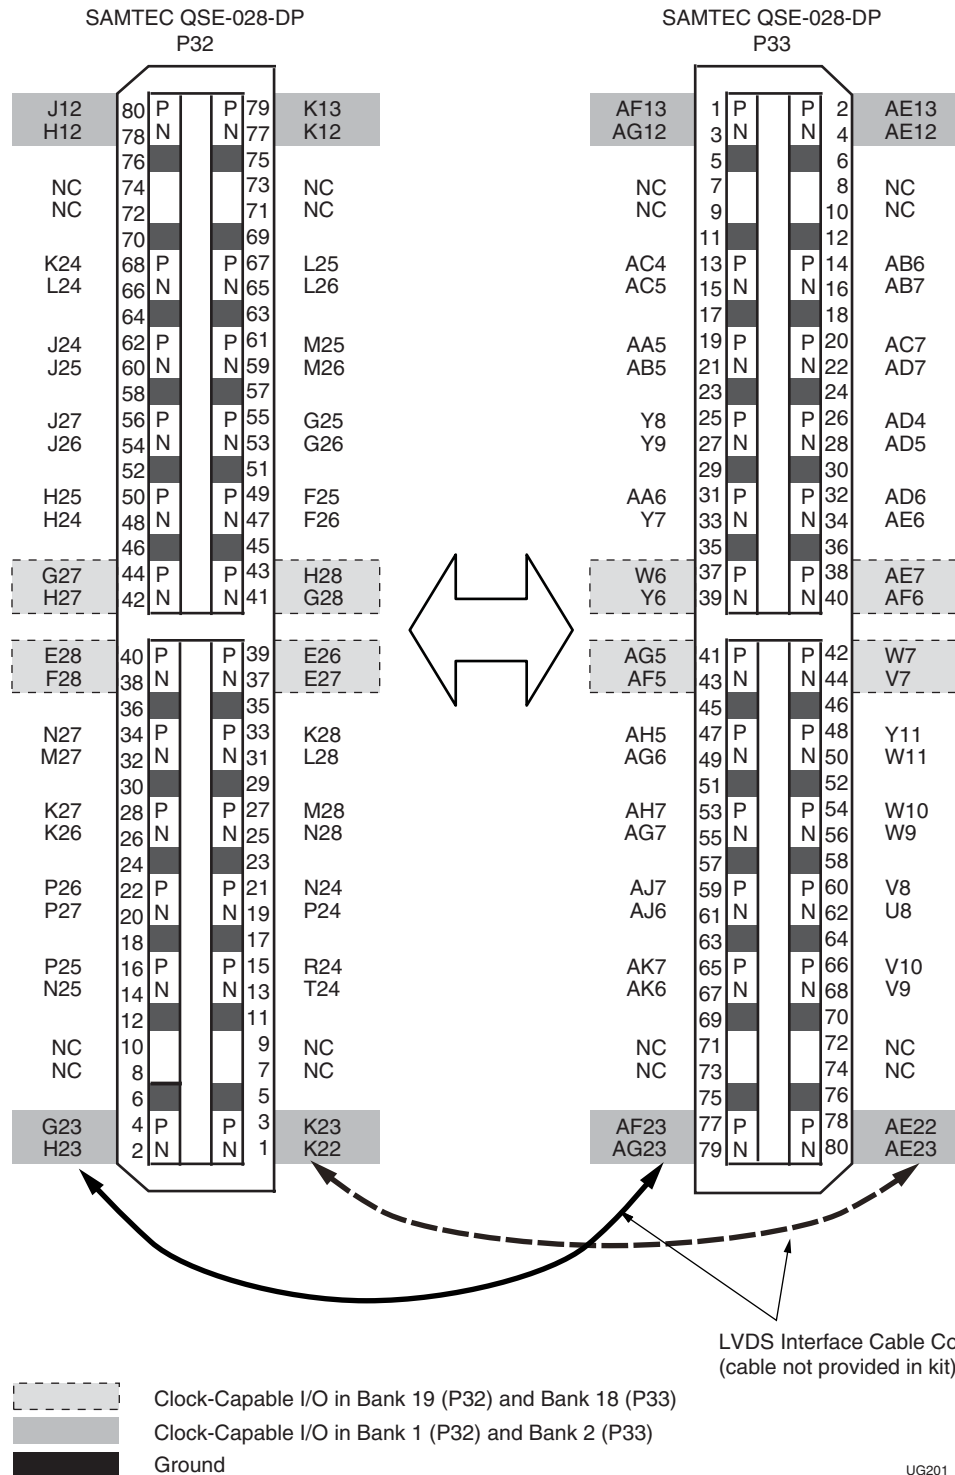 SAMTEC QSE-028-DP SAMTEC QSE-028-DP
P32 P33
J12 80 P P 79 K13 AF13 1 P P 2 AE13
H12 78 N N 77 K12 AG12 3 N N 4 AE12
76 75 5 6
NC 74 73 NC NC 7 8 NC
NC 72 71 NC NC 9 10 NC
70 69 11 12
K24 68 P P 67 L25 AC4 13 P P 14 AB6
L24 66 N N 65 L26 AC5 15 N N 16 AB7
64 63 17 18
J24 62 P P 61 M25 AA5 19 P P 20 AC7
J25 60 N N 59 M26 AB5 21 N N 22 AD7
58 57 23 24
J27 56 P P 55 G25 Y8 25 P P 26 AD4
J26 54 N N 53 G26 Y9 27 N N 28 AD5
52 51 29 30
H25 50 P P 49 F25 AA6 31 P P 32 AD6
H24 48 N N 47 F26 Y7 33 N N 34 AE6
46 45 35 36
G27 44 P P 43 H28 W6 37 P P 38 AE7
H27 42 N N 41 G28 Y6 39 N N 40 AF6
E28 40 P P 39 E26 AG5 41 P P 42 W7
F28 38 N N 37 E27 AF5 43 N N 44 V7
36 35 45 46
N27 34 P P 33 K28 AH5 47 P P 48 Y11
M27 32 N N 31 L28 AG6 49 N N 50 W11
30 29 51 52
K27 28 P P 27 M28 AH7 53 P P 54 W10
K26 26 N N 25 N28 AG7 55 N N 56 W9
24 23 57 58
P26 22 P P 21 N24 AJ7 59 P P 60 V8
P27 20 N N 19 P24 AJ6 61 N N 62 U8
18 17 63 64
P25 16 P P 15 R24 AK7 65 P P 66 V10
N25 14 N N 13 T24 AK6 67 N N 68 V9
12 11 69 70
NC 10 9 NC NC 71 72 NC
NC 8 7 NC NC 73 74 NC
6 5 75 76
G23 4 P P 3 K23 AF23 77 P P 78 AE22
H23 2 N N 1 K22 AG23 79 N N 80 AE23
LVDS Interface Cable Co
(cable not provided in kit)
Clock-Capable I/O in Bank 19 (P32) and Bank 18 (P33)
Clock-Capable I/O in Bank 1 (P32) and Bank 2 (P33)
Ground
UG201